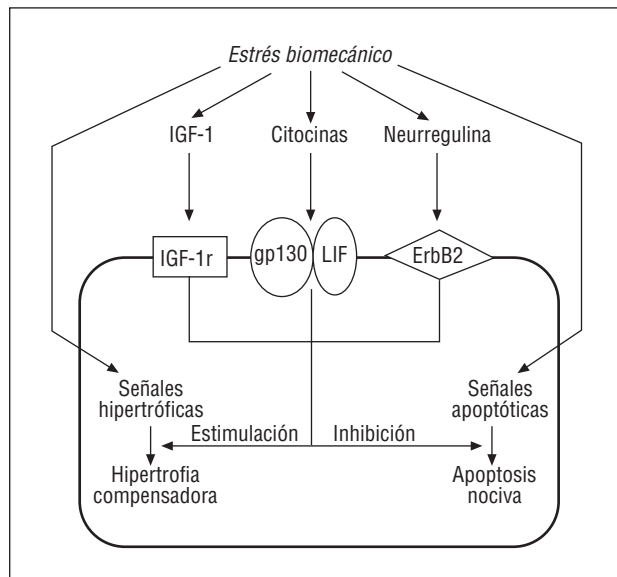 Estrés biomecánico
IGF-1 Citocinas Neurregulina
IGF-1r gp130 LIF ErbB2
Señales
hipertróficas
Señales
apoptóticas
Estimulación Inhibición
Hipertrofia
compensadora
Apoptosis
nociva